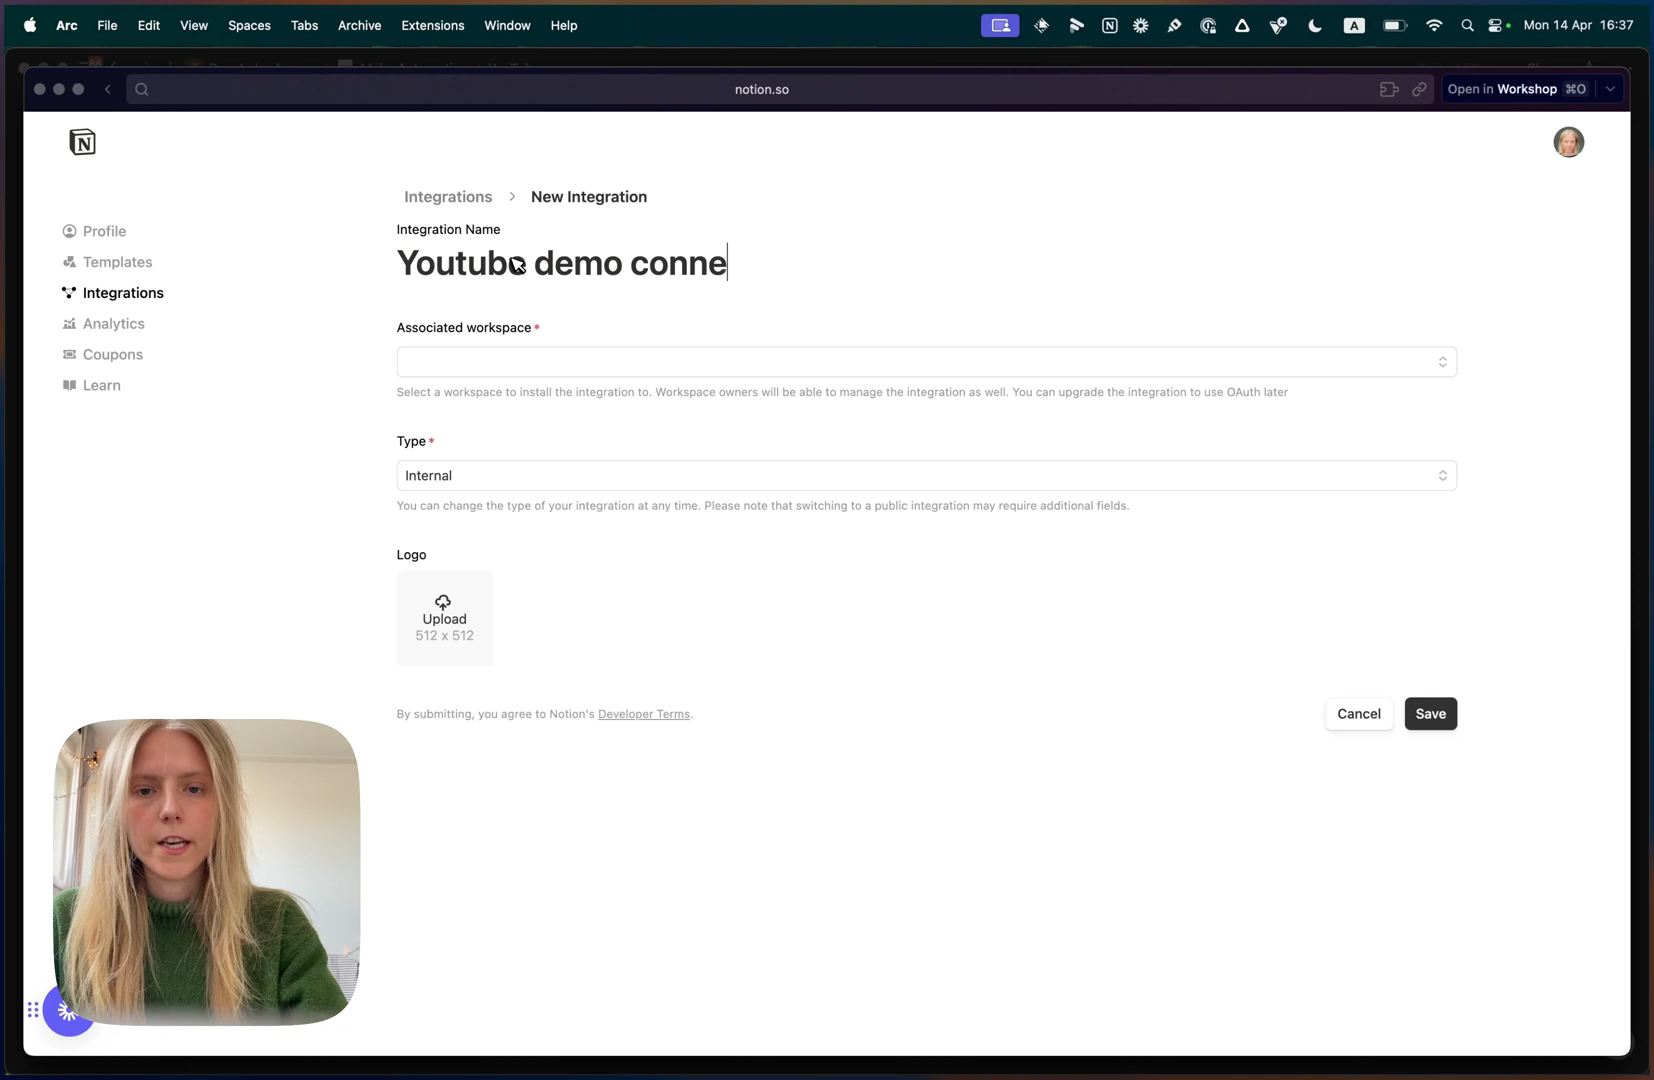 Arc File Edit View Spaces Tabs Archive Extensions Window Help A Mon 14 Apr 16:37
notion.so Open in Workshop ⌘O
N
Integrations > New Integration
Integration Name
Youtube demo conne
Profile
Templates
Integrations
Analytics
Coupons
Learn
Associated workspace *
Select a workspace to install the integration to. Workspace owners will be able to manage the integration as well. You can upgrade the integration to use OAuth later
Type *
Internal
You can change the type of your integration at any time. Please note that switching to a public integration may require additional fields.
Logo
Upload
512 x 512
By submitting, you agree to Notion's Developer Terms.
Cancel Save